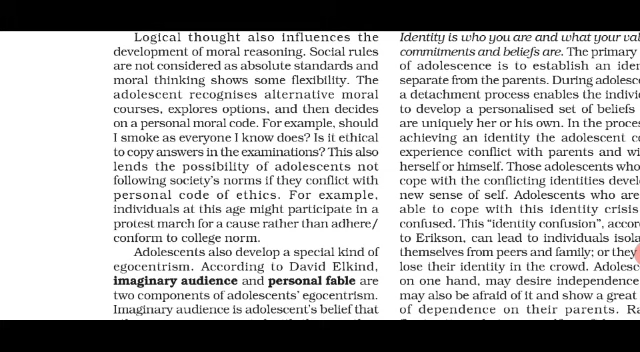 Logical thought also influences the
development of moral reasoning. Social rules
are not considered as absolute standards and
moral thinking shows some flexibility. The
adolescent recognises alternative moral
courses, explores options, and then decides
on a personal moral code. For example, should
I smoke as everyone I know does? Is it ethical
to copy answers in the examinations? This also
lends the possibility of adolescents not
following society's norms if they conflict with
personal code of ethics. For example,
individuals at this age might participate in a
protest march for a cause rather than adhere/
conform to college norm.
Adolescents also develop a special kind of
egocentrism. According to David Elkind,
imaginary audience and personal fable are
two components of adolescents' egocentrism.
Imaginary audience is adolescent's belief that
Identity is who you are and what your
commitments and beliefs are. The primary
of adolescence is to establish an
separate from the parents. During
a detachment process enables the
to develop a personalised set of beliefs
are uniquely her or his own. In the process
achieving an identity the adolescent
experience conflict with parents and
herself or himself. Those adolescents who
cope with the conflicting identities
new sense of self. Adolescents who are
able to cope with this identity crisis
confused. This "identity confusion",
to Erikson, can lead to individuals
themselves from peers and family; or they
lose their identity in the crowd.
on one hand, may desire independence
may also be afraid of it and show a great
of dependence on their parents.